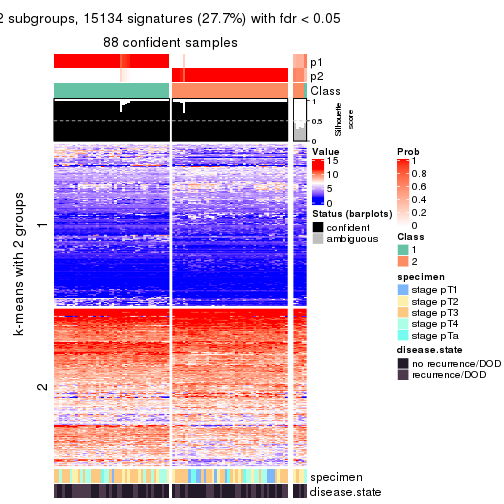 2 subgroups, 15134 signatures (27.7%) with fdr < 0.05
88 confident samples
p1
p2
Class
1
0.5
0
Silhouette
score
k-means with 2 groups
1
2
specimen
disease.state
Value
15
10
5
0
Status (barplots)
confident
ambiguous
Prob
1
0.8
0.6
0.4
0.2
0
Class
1
2
specimen
stage pT1
stage pT2
stage pT3
stage pT4
stage pTa
disease.state
no recurrence/DOD
recurrence/DOD